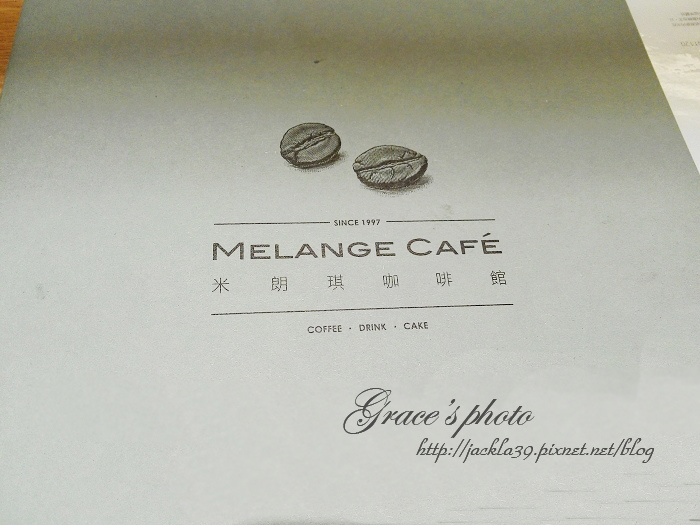 SINCE 1997
MELANGE CAFÉ
米朗琪咖啡館
COFFEE · DRINK · CAKE
Grace's photo
http://jackla39.pixnet.net/blog